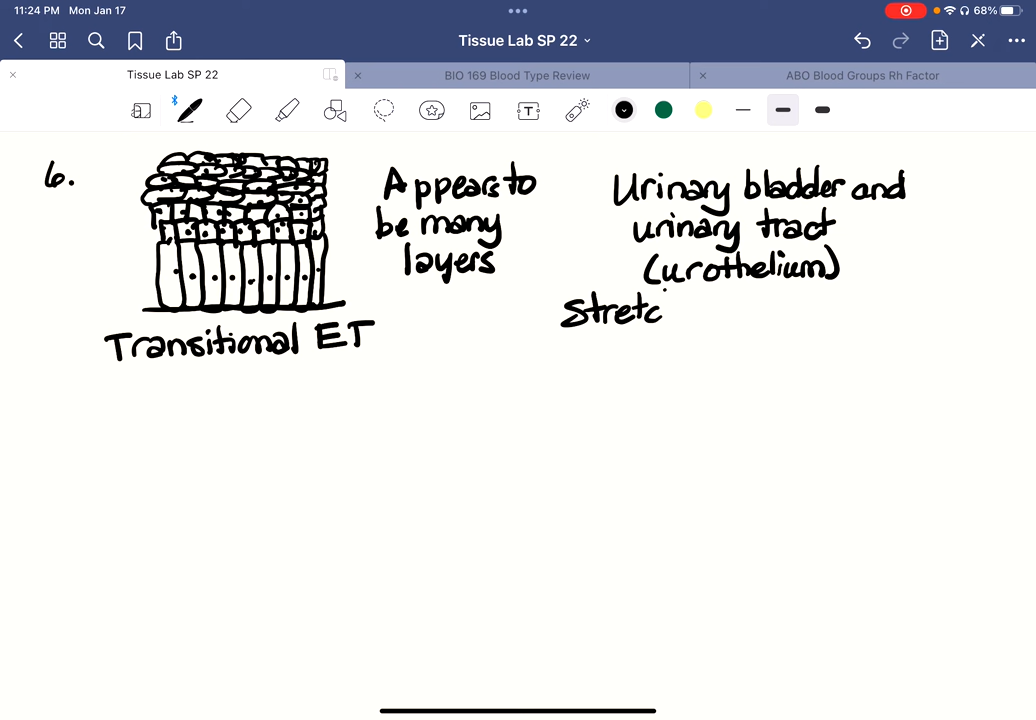 11:24 PM Mon Jan 17
68%
Tissue Lab SP 22
Tissue Lab SP 22
BIO 169 Blood Type Review
ABO Blood Groups Rh Factor
6.
Appears to
be many
layers
Urinary bladder and
urinary tract
(urothelium)
Stretc
Transitional ET